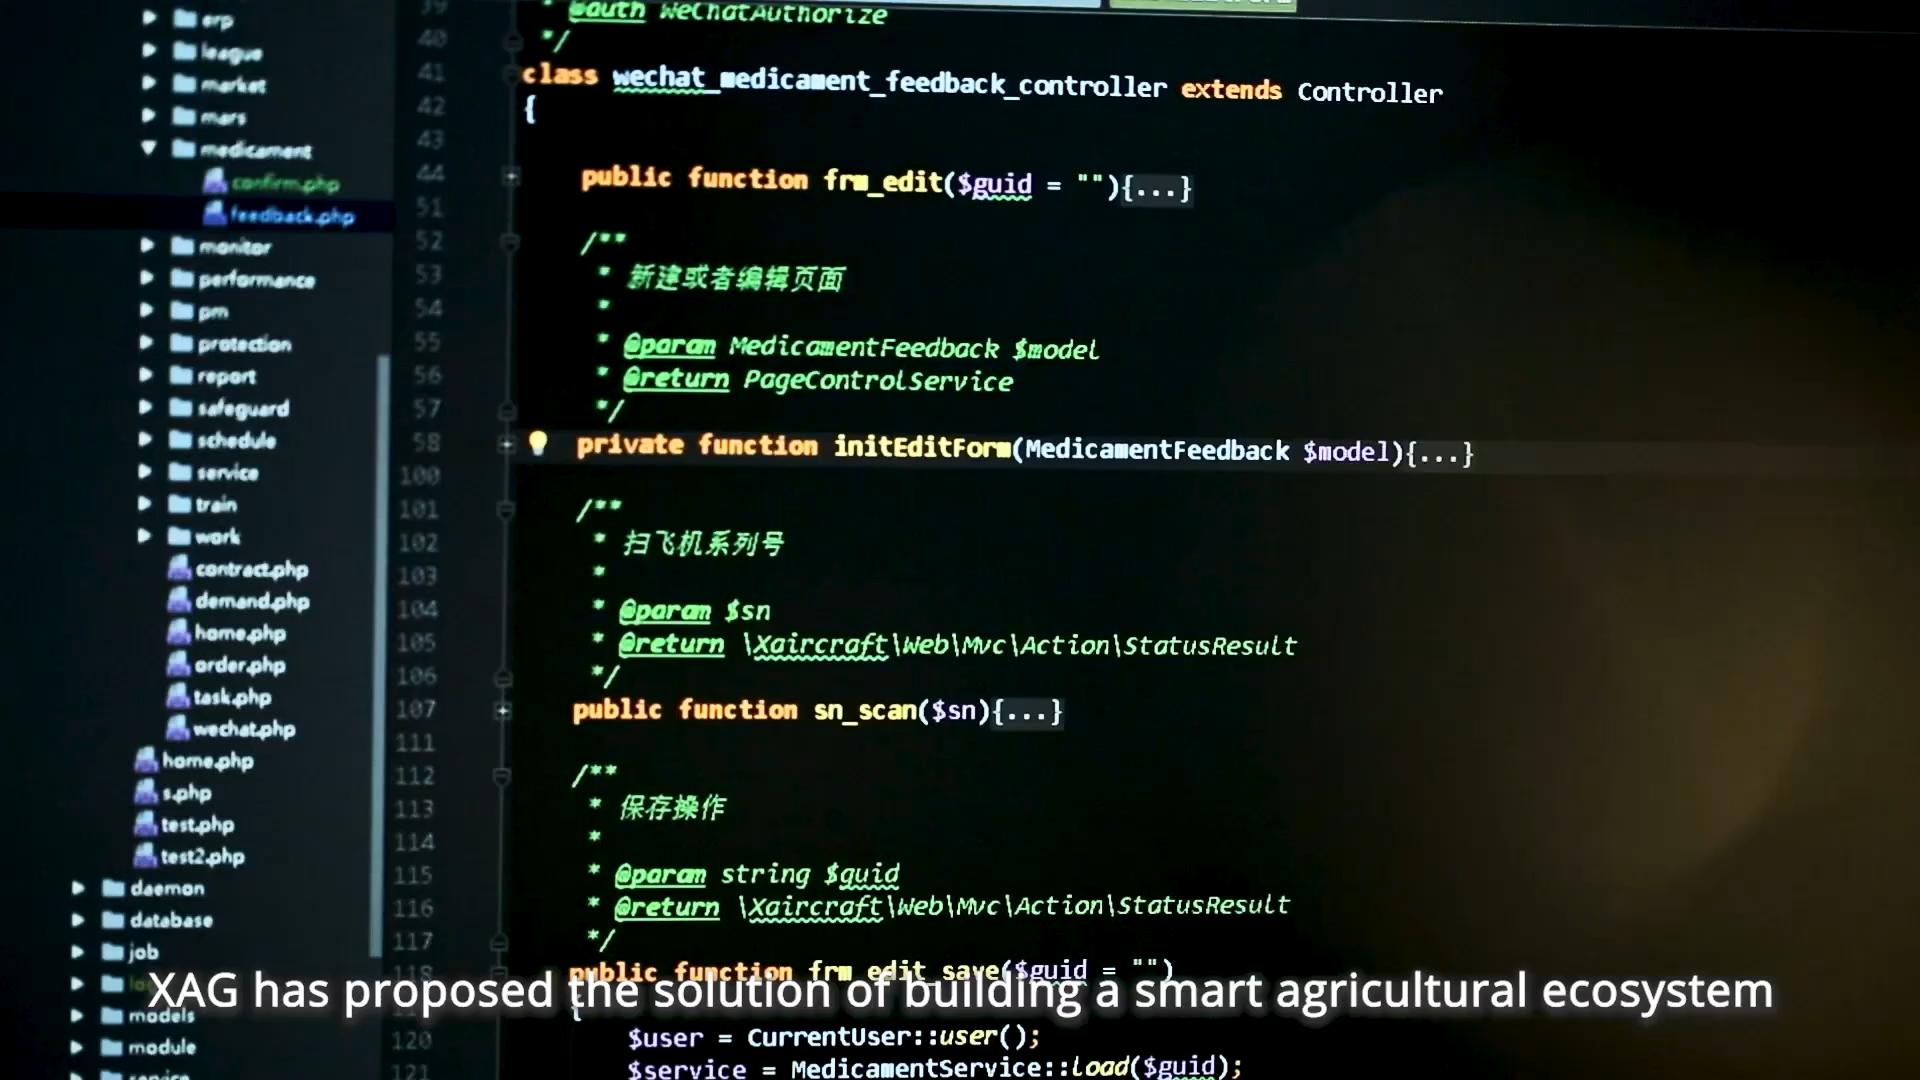 erp
league
market
mars
medicament
confirm.php
feedback.php
monitor
performance
pm
protection
report
safeguard
schedule
service
train
work
contract.php
demand.php
home.php
order.php
task.php
wechat.php
home.php
s.php
test.php
test2.php
daemon
database
job
models
module
39 * @auth WeChatAuthorize
40 */
41 class wechat_medicament_feedback_controller extends Controller
42 {
43
44 public function frm_edit($guid = ""){...}
51
52 /**
53 * 新建或者编辑页面
54 *
55 * @param MedicamentFeedback $model
56 * @return PageControlService
57 */
58 private function initEditForm(MedicamentFeedback $model){...}
100
101 /**
102 * 扫飞机系列号
103 *
104 * @param $sn
105 * @return \Xaircraft\Web\Mvc\Action\StatusResult
106 */
107 public function sn_scan($sn){...}
111
112 /**
113 * 保存操作
114 *
115 * @param string $guid
116 * @return \Xaircraft\Web\Mvc\Action\StatusResult
117 */
118 public function frm_edit_save($guid = "")
{
120 $user = CurrentUser::user();
121 $service = MedicamentService::load($guid);
XAG has proposed the solution of building a smart agricultural ecosystem